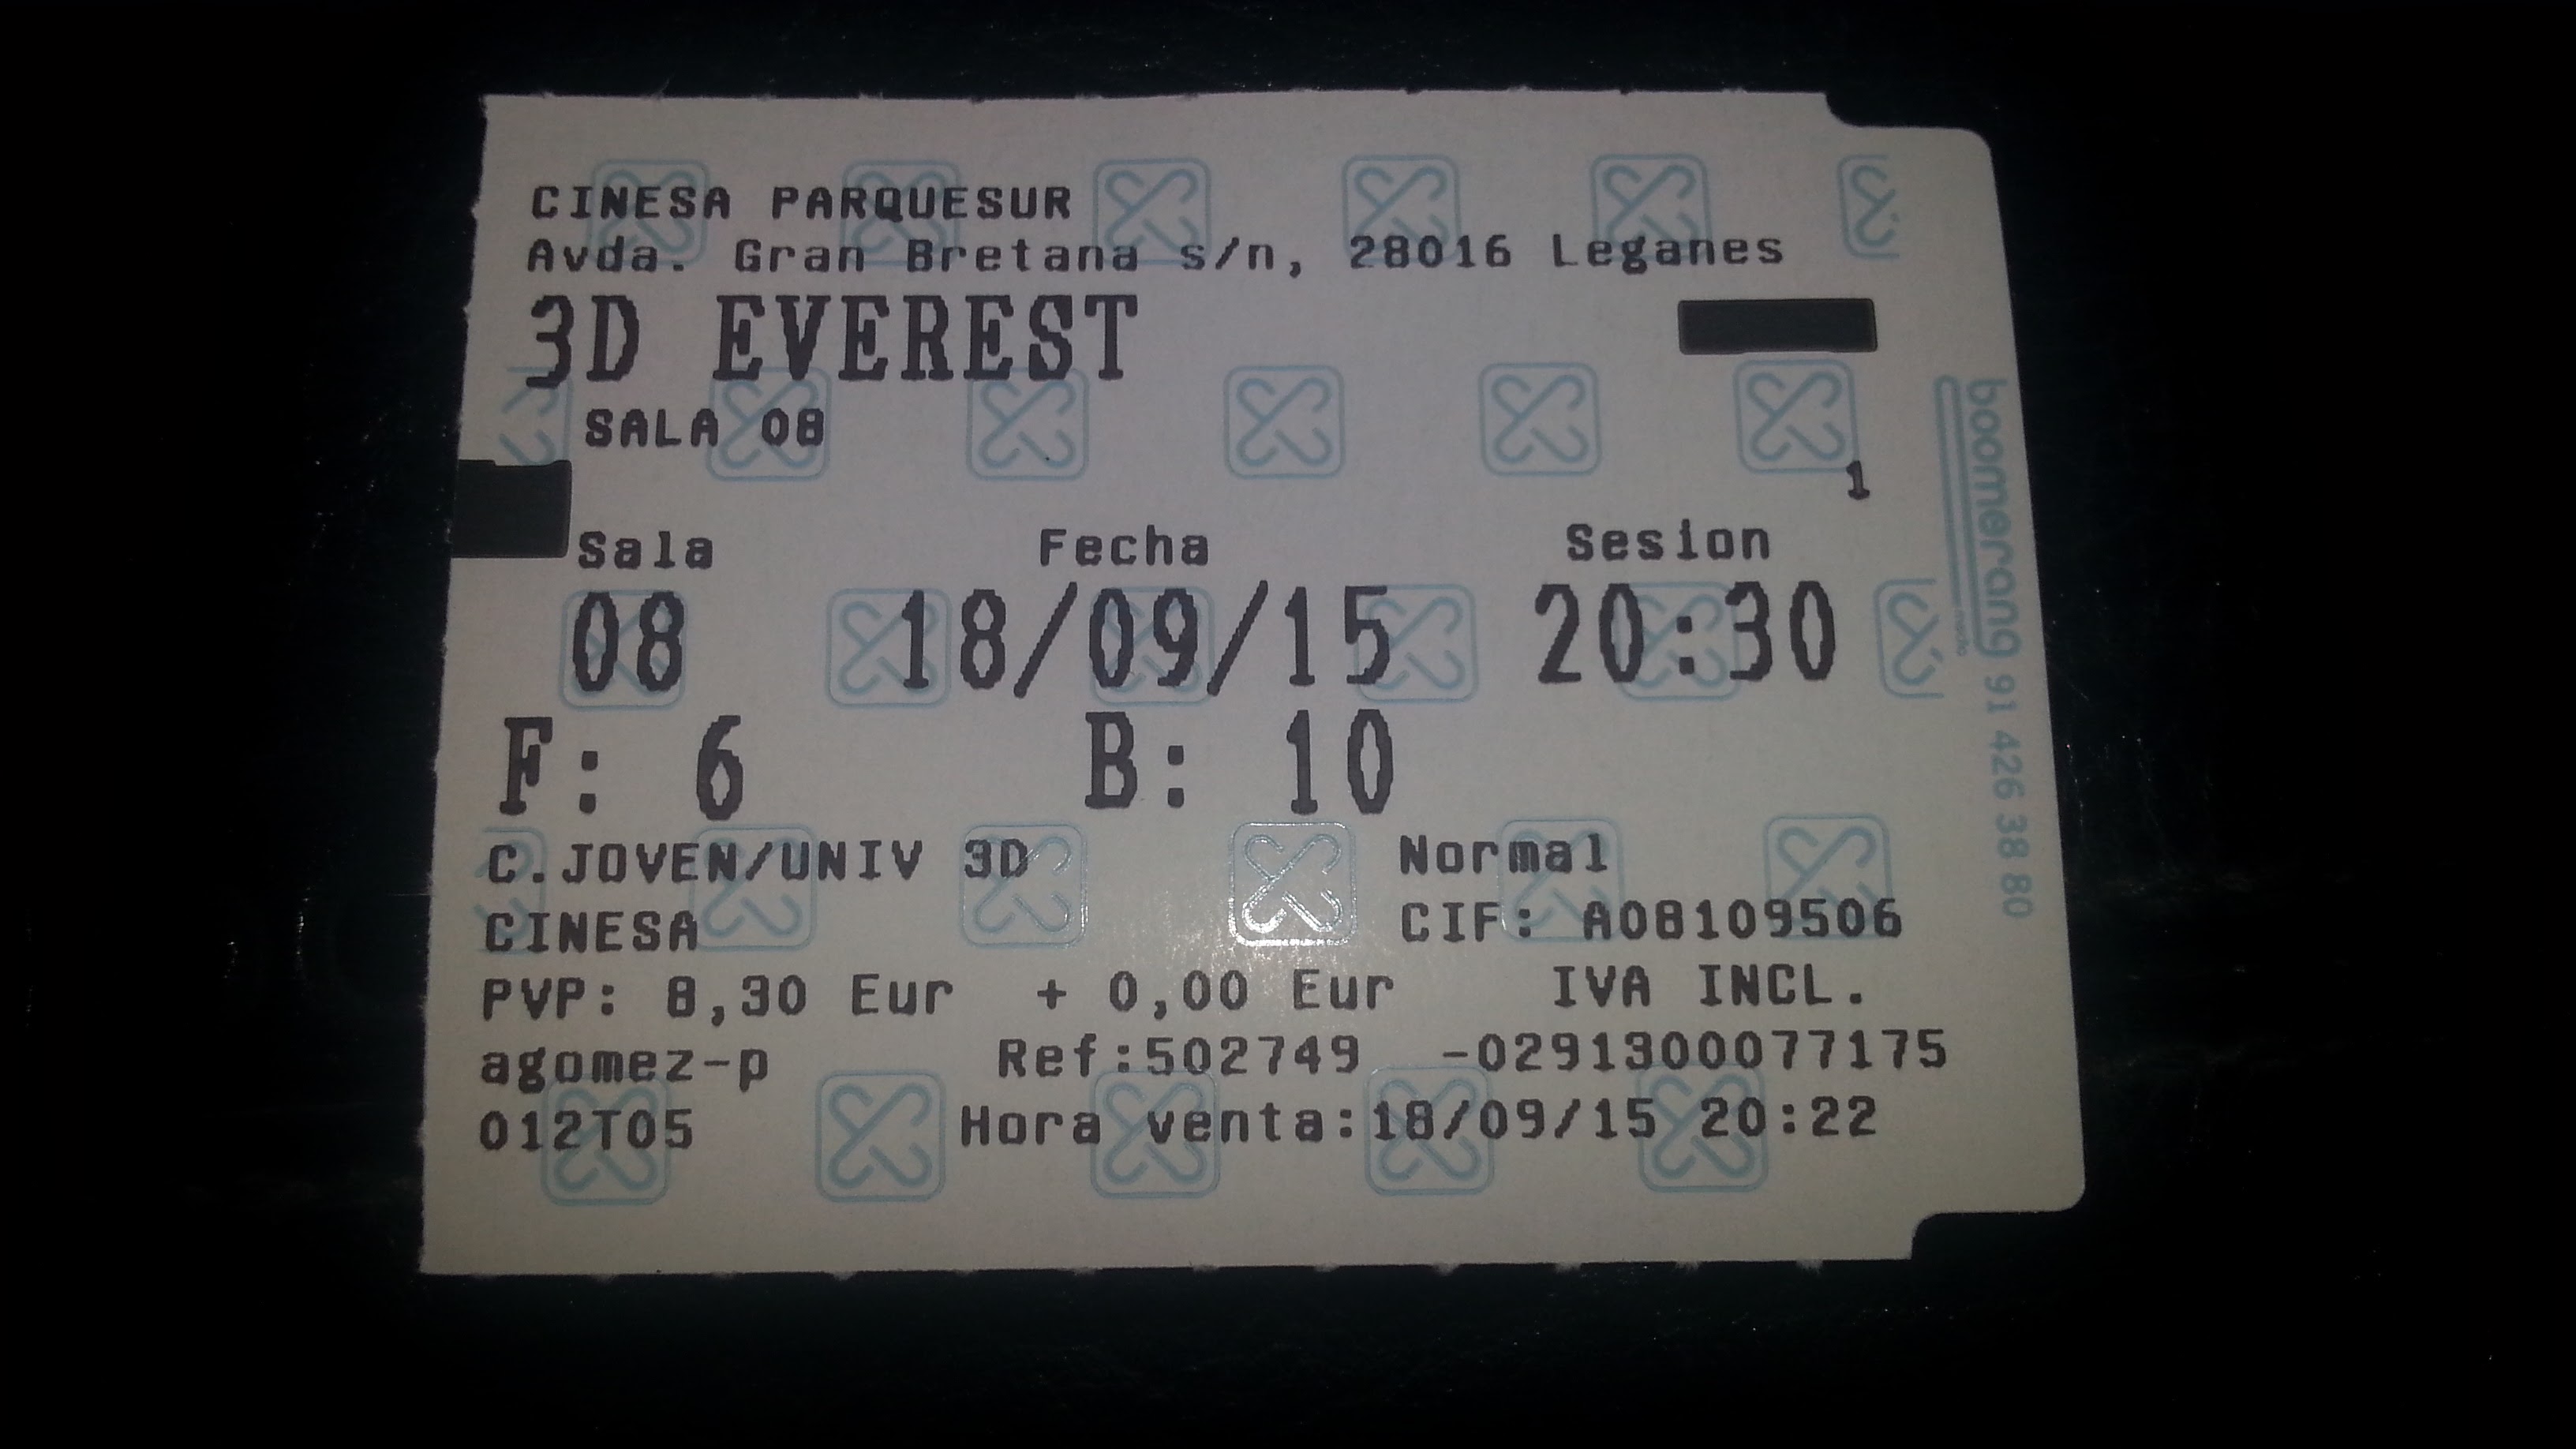 CINESA PARQUESUR
Avda. Gran Bretana s/n, 28016 Leganes
3D EVEREST
SALA 08
1
Sala Fecha Sesion
08 18/09/15 20:30
F: 6 B: 10
C.JOVEN/UNIV 3D Normal
CINESA CIF: A08109506
PVP: 8,30 Eur + 0,00 Eur IVA INCL.
agomez-p Ref:502749 -0291300077175
012T05 Hora venta:18/09/15 20:22
boomerang 91 426 38 80